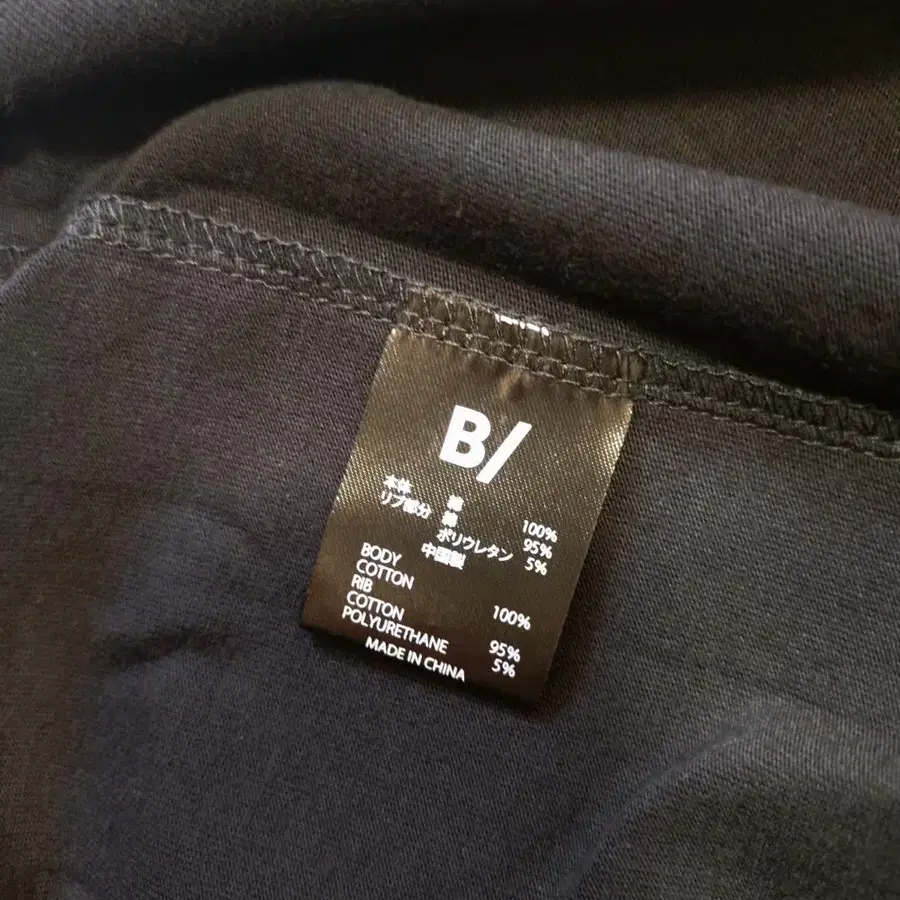 B/
本体 綿 100%
リブ部分 綿 95%
ポリウレタン 5%
中国製
BODY
COTTON 100%
RIB
COTTON 95%
POLYURETHANE 5%
MADE IN CHINA